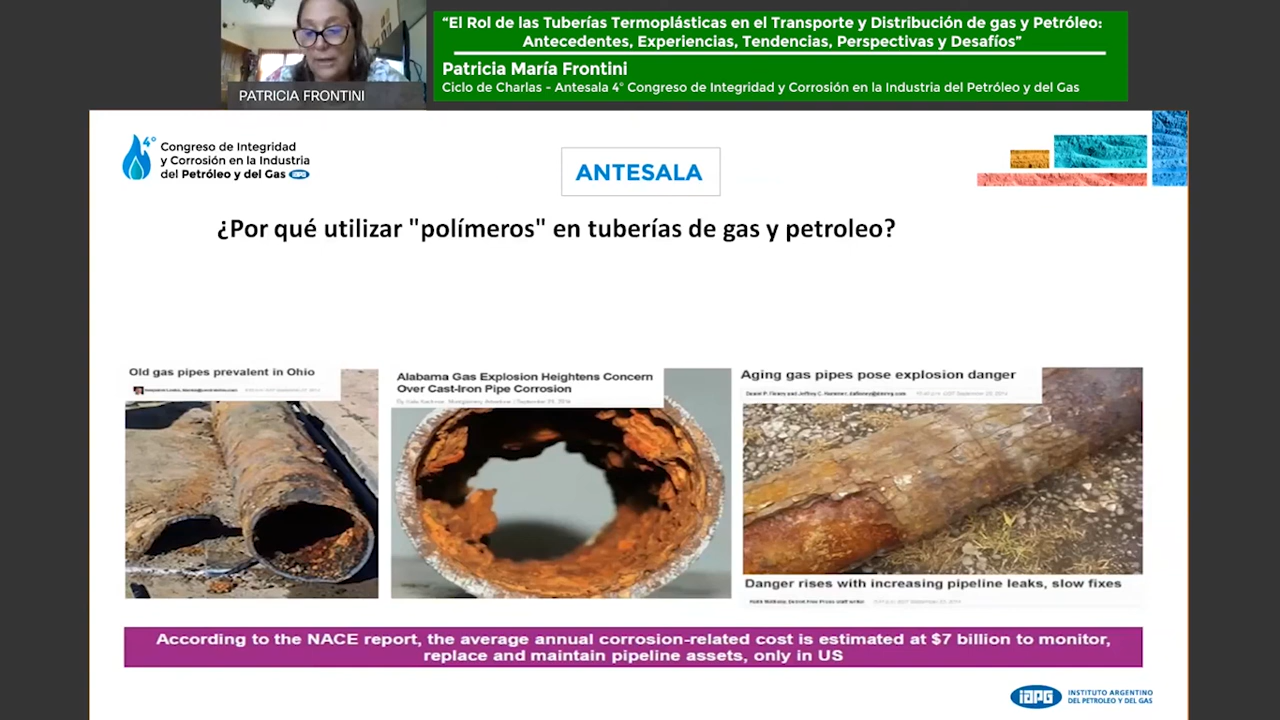 “El Rol de las Tuberías Termoplásticas en el Transporte y Distribución de gas y Petróleo:
Antecedentes, Experiencias, Tendencias, Perspectivas y Desafíos”
Patricia María Frontini
Ciclo de Charlas - Antesala 4° Congreso de Integridad y Corrosión en la Industria del Petróleo y del Gas
PATRICIA FRONTINI
4°
Congreso de Integridad
y Corrosión en la Industria
del Petróleo y del Gas IAPG
ANTESALA
¿Por qué utilizar "polímeros" en tuberías de gas y petroleo?
Old gas pipes prevalent in Ohio
Alabama Gas Explosion Heightens Concern
Over Cast-Iron Pipe Corrosion
Aging gas pipes pose explosion danger
Danger rises with increasing pipeline leaks, slow fixes
According to the NACE report, the average annual corrosion-related cost is estimated at $7 billion to monitor,
replace and maintain pipeline assets, only in US
IAPG
INSTITUTO ARGENTINO
DEL PETROLEO Y DEL GAS